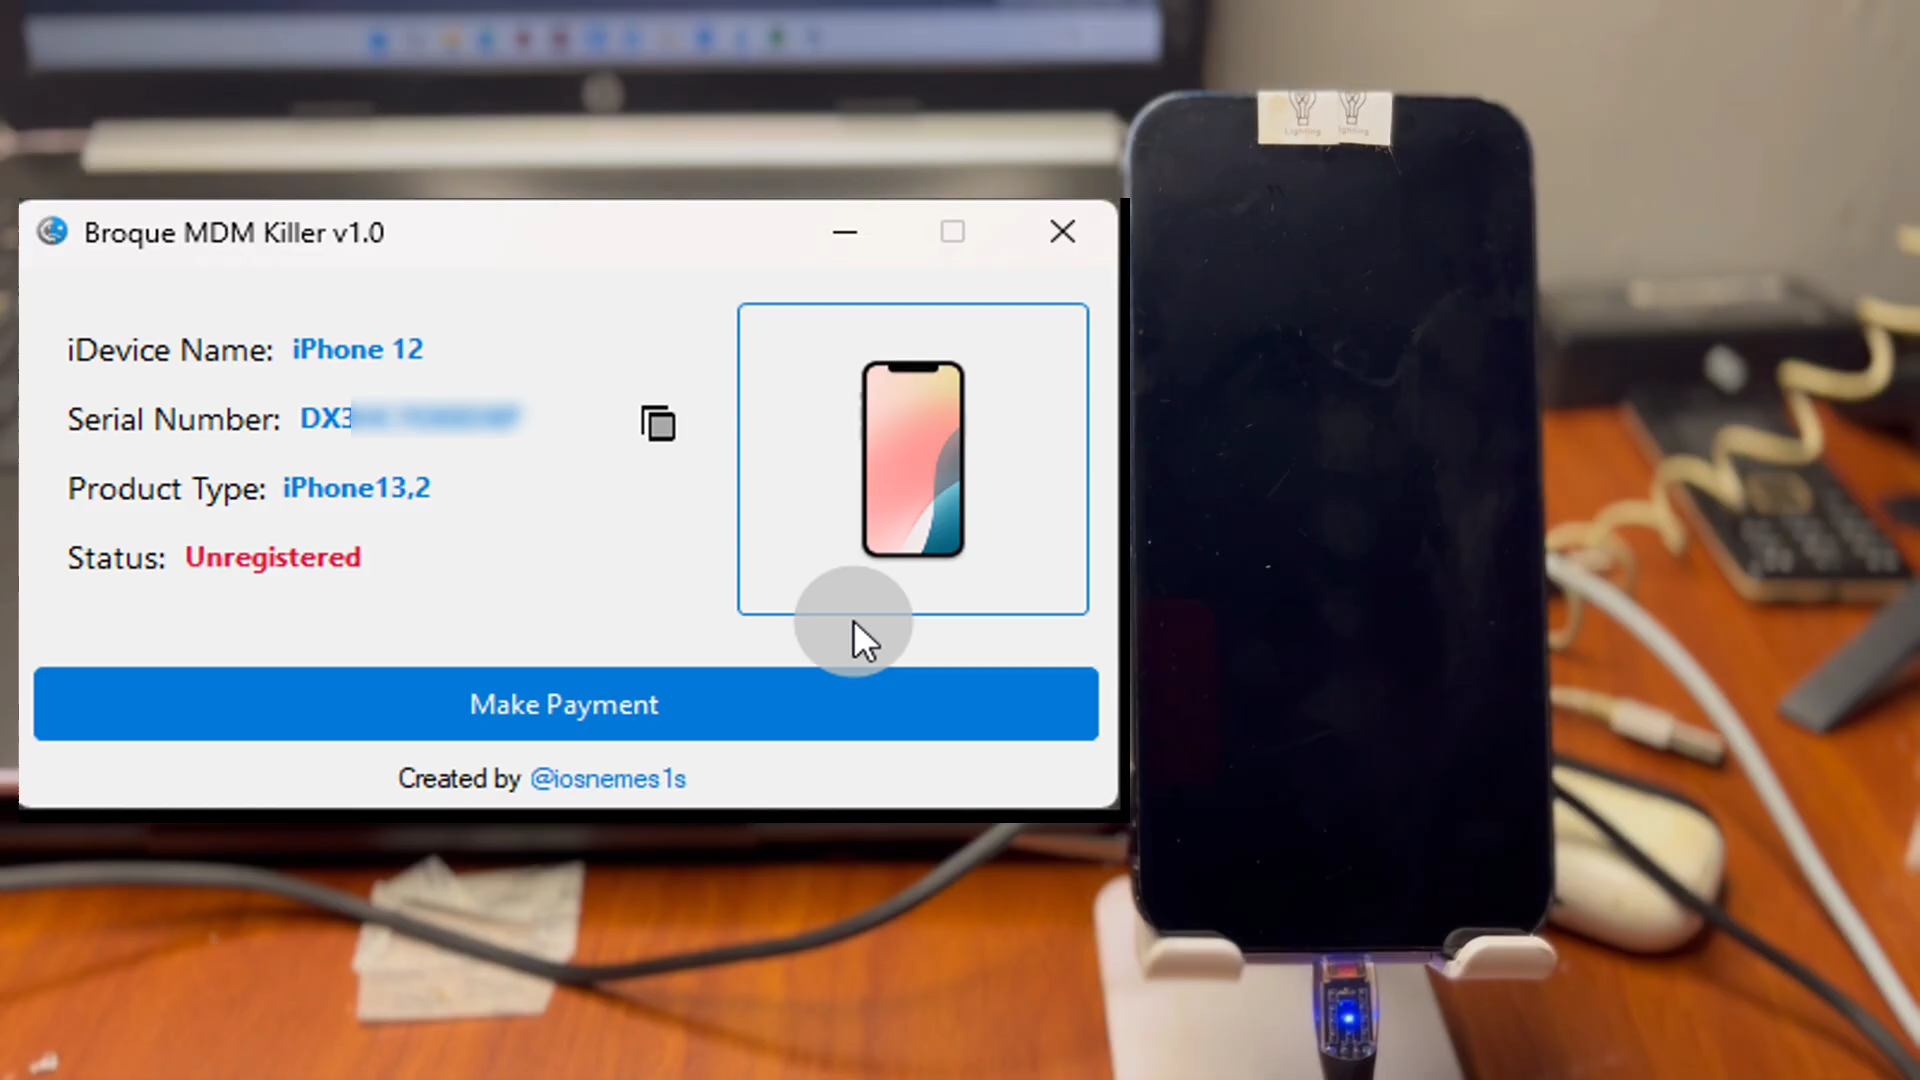 Lighting
Broque MDM Killer v1.0
iDevice Name: iPhone 12
Serial Number: DX3
Product Type: iPhone13,2
Status: Unregistered
Make Payment
Created by @iosnemes1s